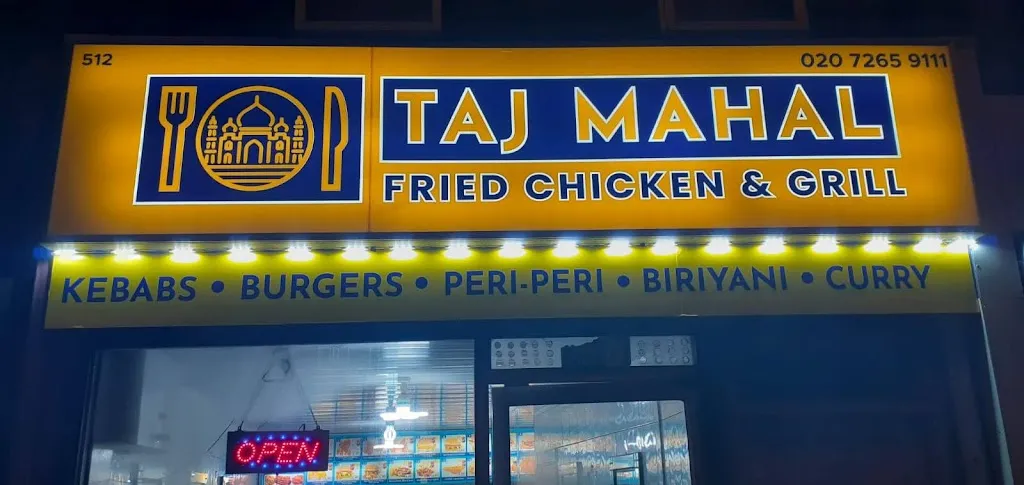 512
020 7265 9111
TAJ MAHAL
FRIED CHICKEN & GRILL
KEBABS • BURGERS • PERI-PERI • BIRIYANI • CURRY
OPEN